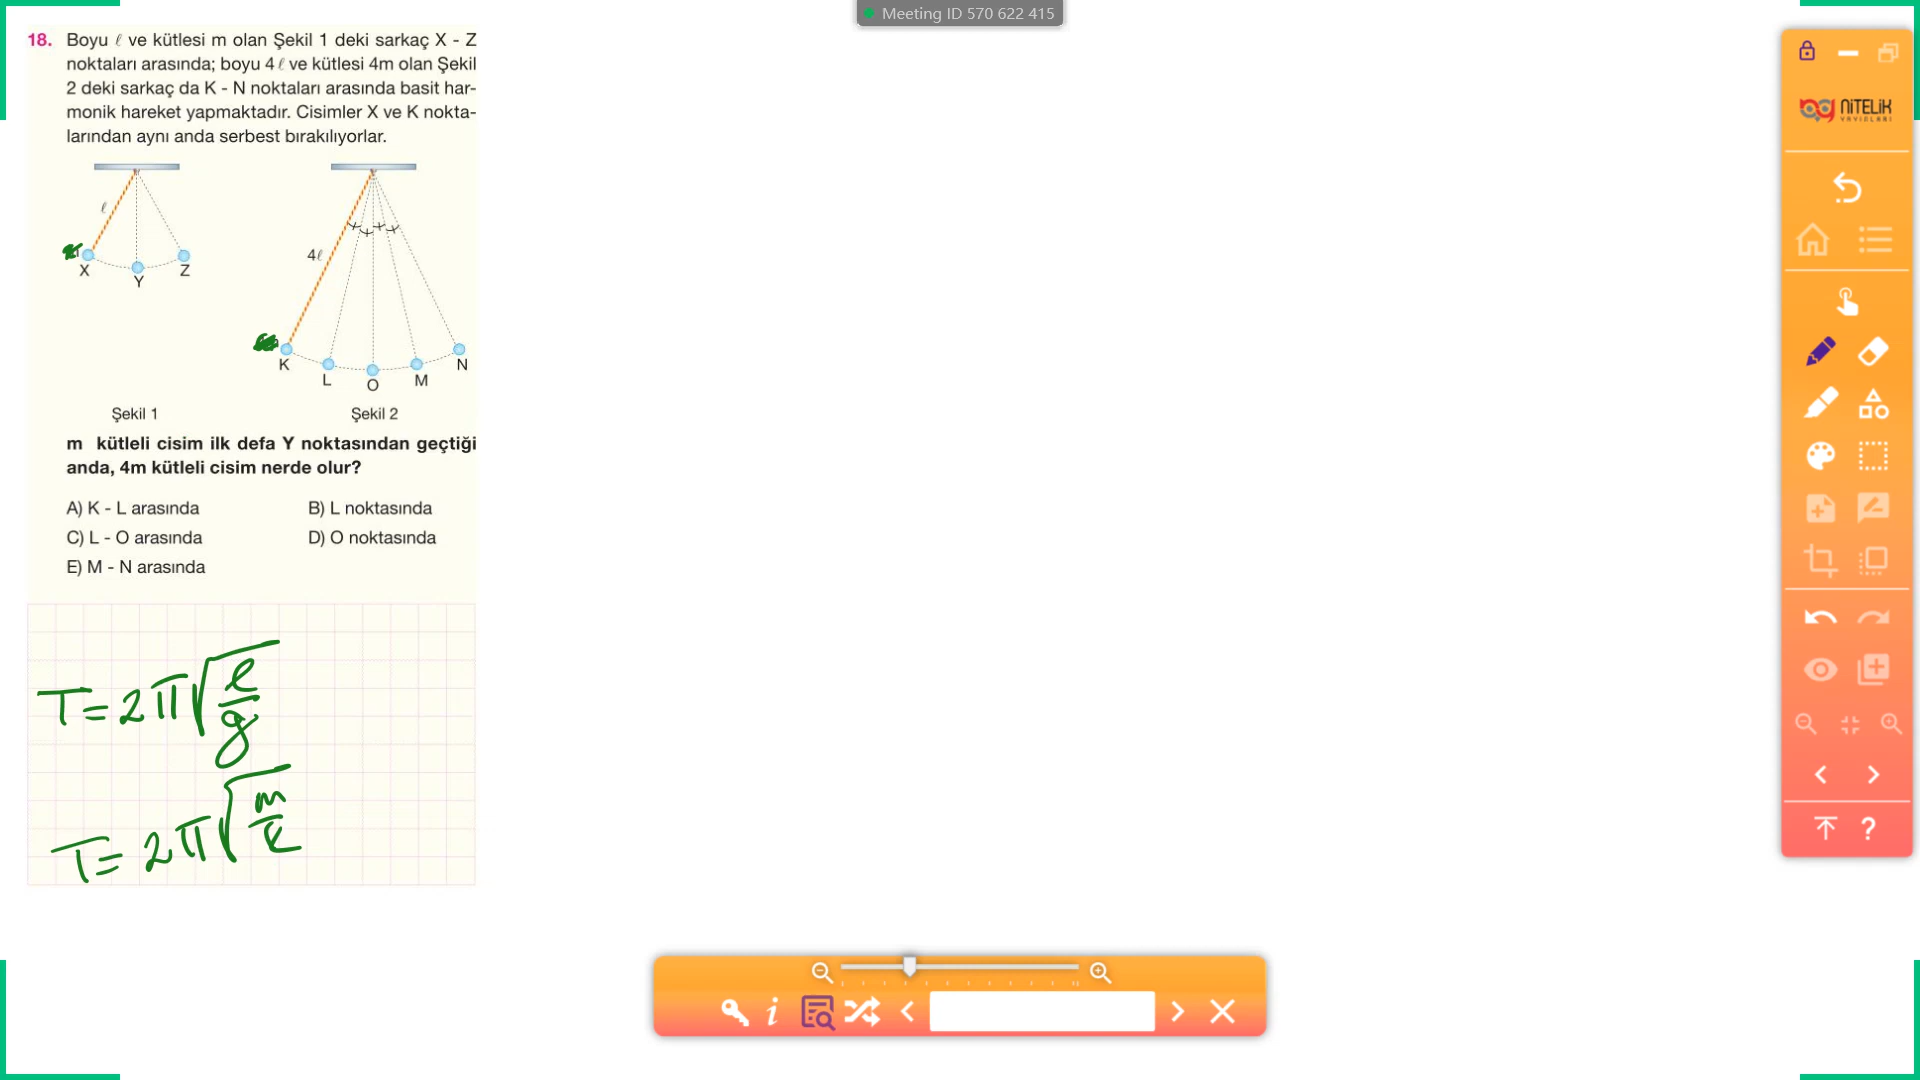 Meeting ID 570 622 415
18. Boyu ℓ ve kütlesi m olan Şekil 1 deki sarkaç X - Z
noktaları arasında; boyu 4ℓ ve kütlesi 4m olan Şekil
2 deki sarkaç da K - N noktaları arasında basit har-
monik hareket yapmaktadır. Cisimler X ve K nokta-
larından aynı anda serbest bırakılıyorlar.
ℓ
X
Y
Z
4ℓ
K
L
O
M
N
Şekil 1
Şekil 2
m kütleli cisim ilk defa Y noktasından geçtiği
anda, 4m kütleli cisim nerde olur?
A) K - L arasında
B) L noktasında
C) L - O arasında
D) O noktasında
E) M - N arasında
T=2π√(ℓ/g)
T=2π√(m/k)
NİTELİK
YAYINLARI
?
i